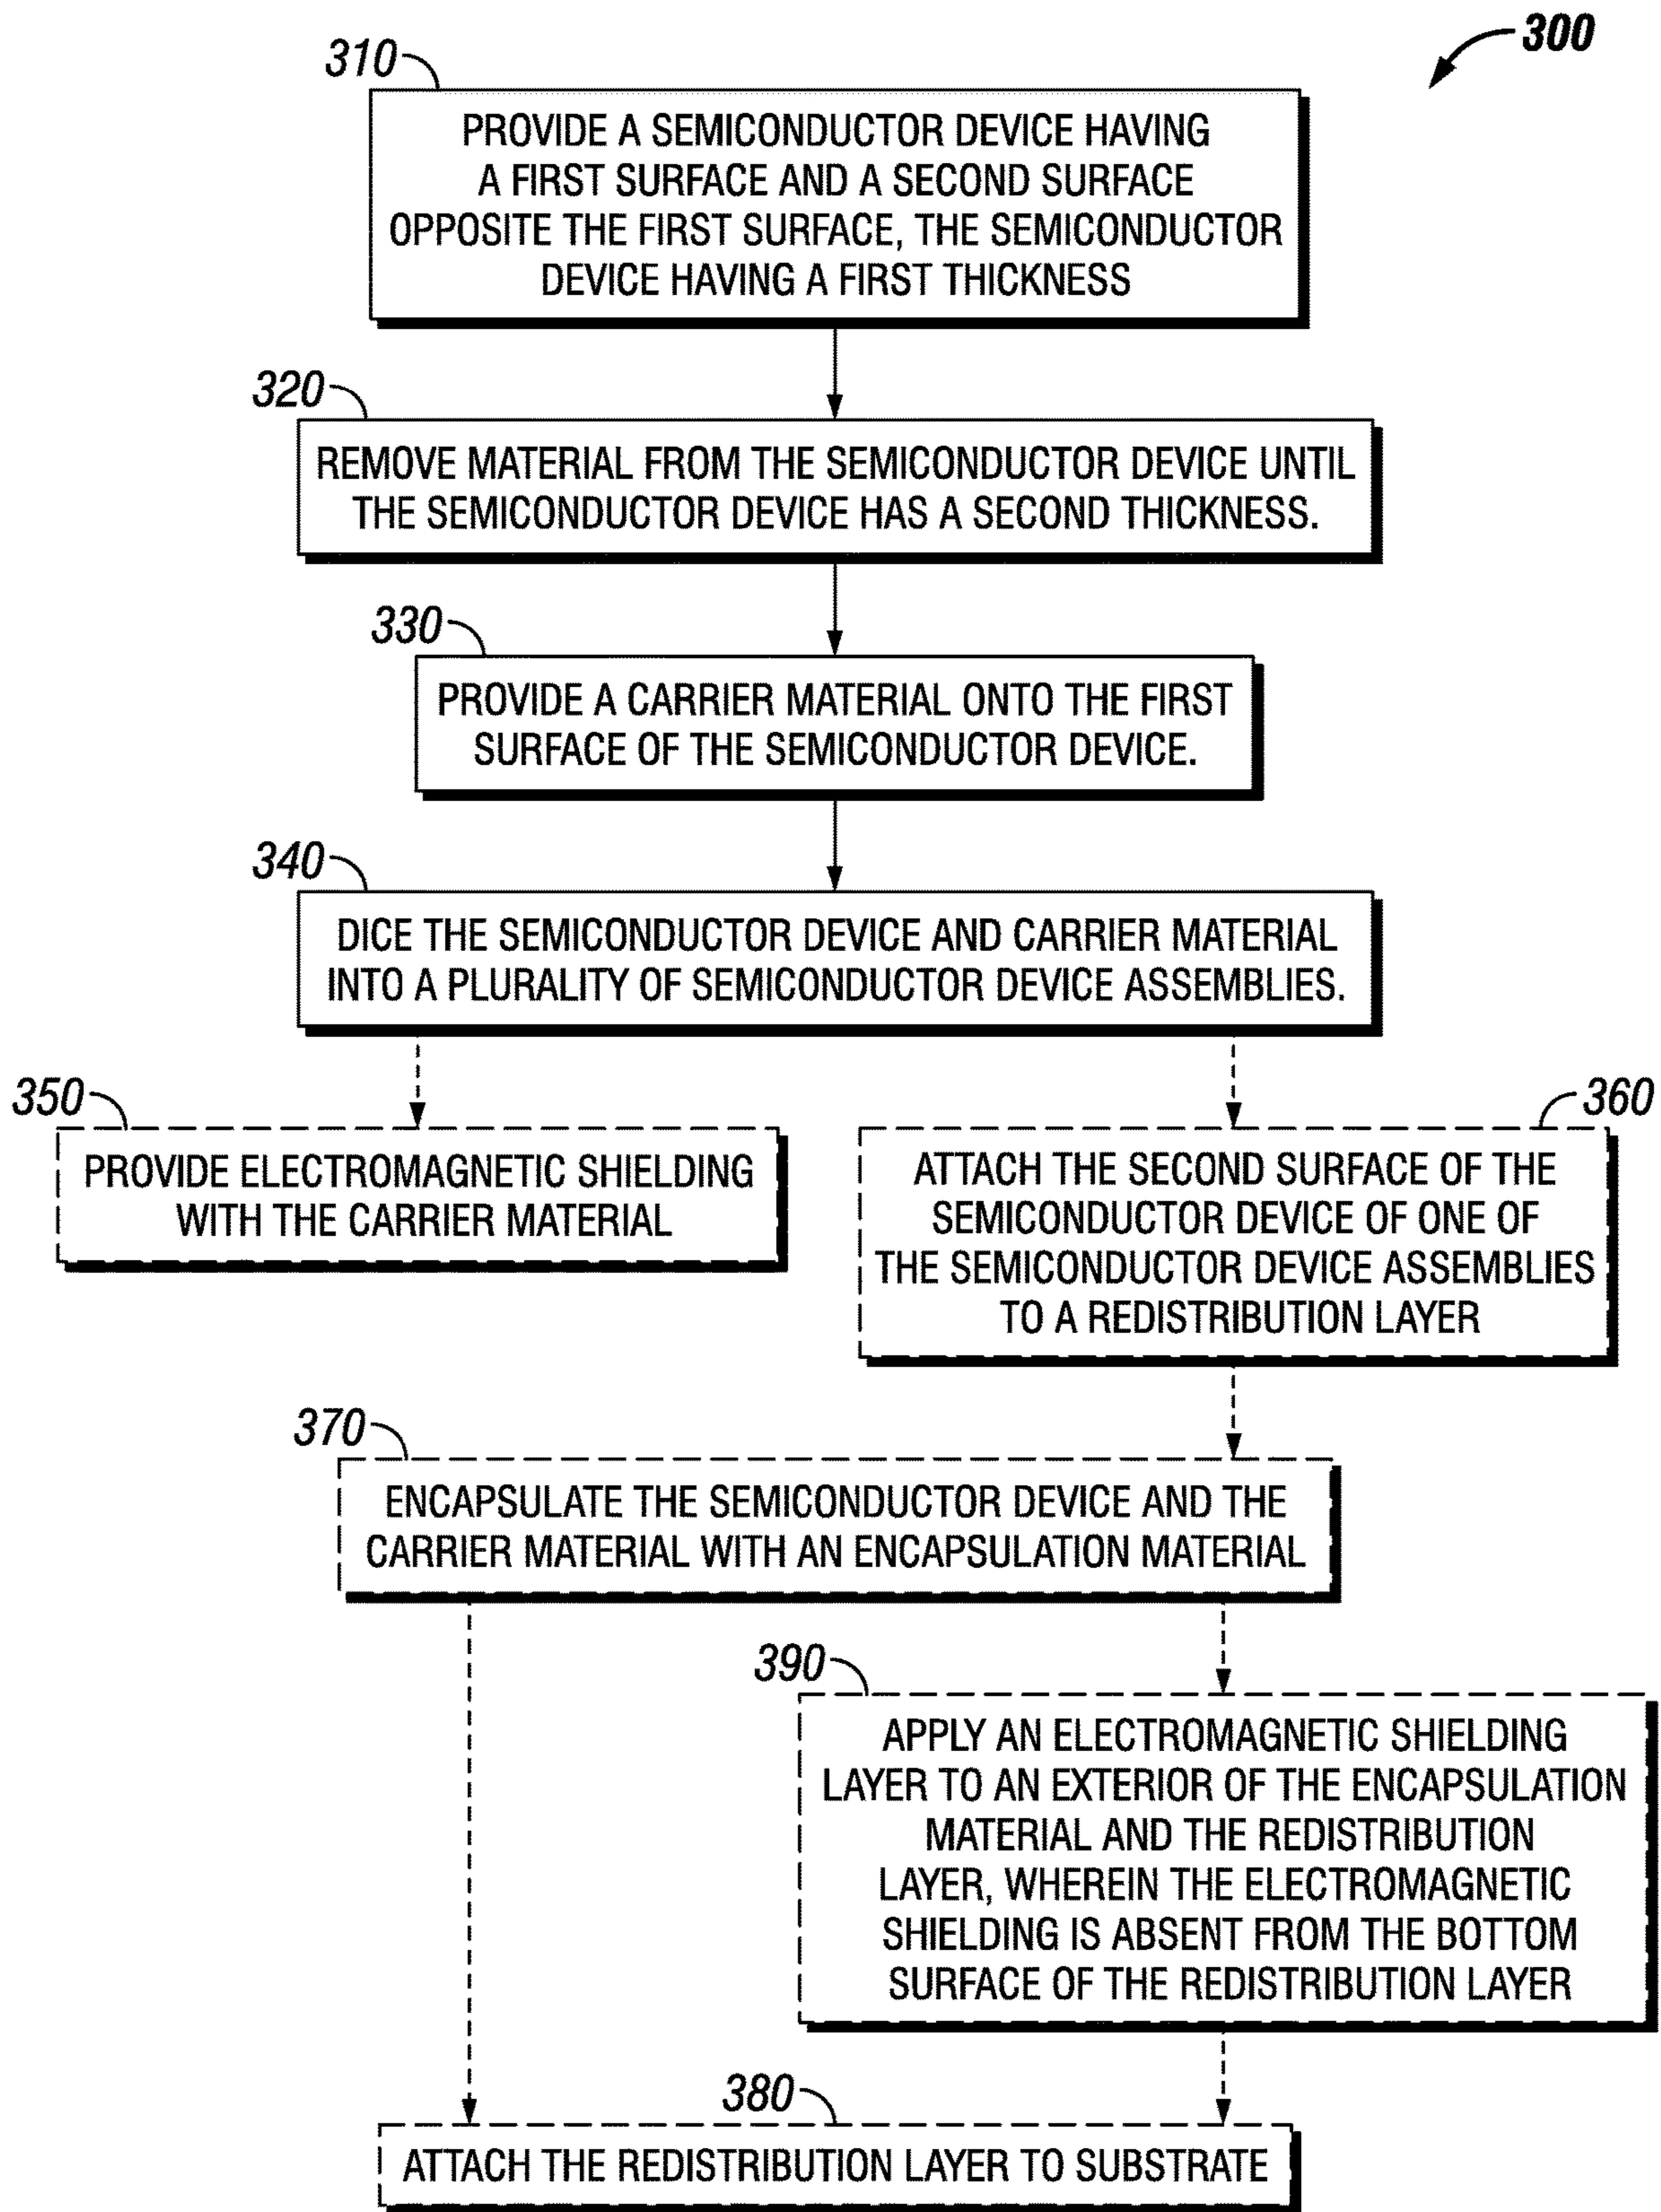 300
310
PROVIDE A SEMICONDUCTOR DEVICE HAVING
A FIRST SURFACE AND A SECOND SURFACE
OPPOSITE THE FIRST SURFACE, THE SEMICONDUCTOR
DEVICE HAVING A FIRST THICKNESS
320
REMOVE MATERIAL FROM THE SEMICONDUCTOR DEVICE UNTIL
THE SEMICONDUCTOR DEVICE HAS A SECOND THICKNESS.
330
PROVIDE A CARRIER MATERIAL ONTO THE FIRST
SURFACE OF THE SEMICONDUCTOR DEVICE.
340
DICE THE SEMICONDUCTOR DEVICE AND CARRIER MATERIAL
INTO A PLURALITY OF SEMICONDUCTOR DEVICE ASSEMBLIES.
350
PROVIDE ELECTROMAGNETIC SHIELDING
WITH THE CARRIER MATERIAL
360
ATTACH THE SECOND SURFACE OF THE
SEMICONDUCTOR DEVICE OF ONE OF
THE SEMICONDUCTOR DEVICE ASSEMBLIES
TO A REDISTRIBUTION LAYER
370
ENCAPSULATE THE SEMICONDUCTOR DEVICE AND THE
CARRIER MATERIAL WITH AN ENCAPSULATION MATERIAL
390
APPLY AN ELECTROMAGNETIC SHIELDING
LAYER TO AN EXTERIOR OF THE ENCAPSULATION
MATERIAL AND THE REDISTRIBUTION
LAYER, WHEREIN THE ELECTROMAGNETIC
SHIELDING IS ABSENT FROM THE BOTTOM
SURFACE OF THE REDISTRIBUTION LAYER
380
ATTACH THE REDISTRIBUTION LAYER TO SUBSTRATE